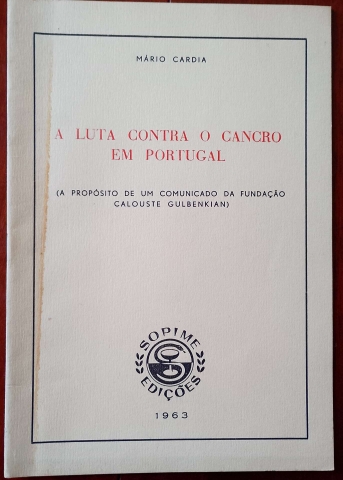 MÁRIO CARDIA
A LUTA CONTRA O CANCRO
EM PORTUGAL
(A PROPÓSITO DE UM COMUNICADO DA FUNDAÇÃO
CALOUSTE GULBENKIAN)
SOPIME
EDIÇÕES
1963